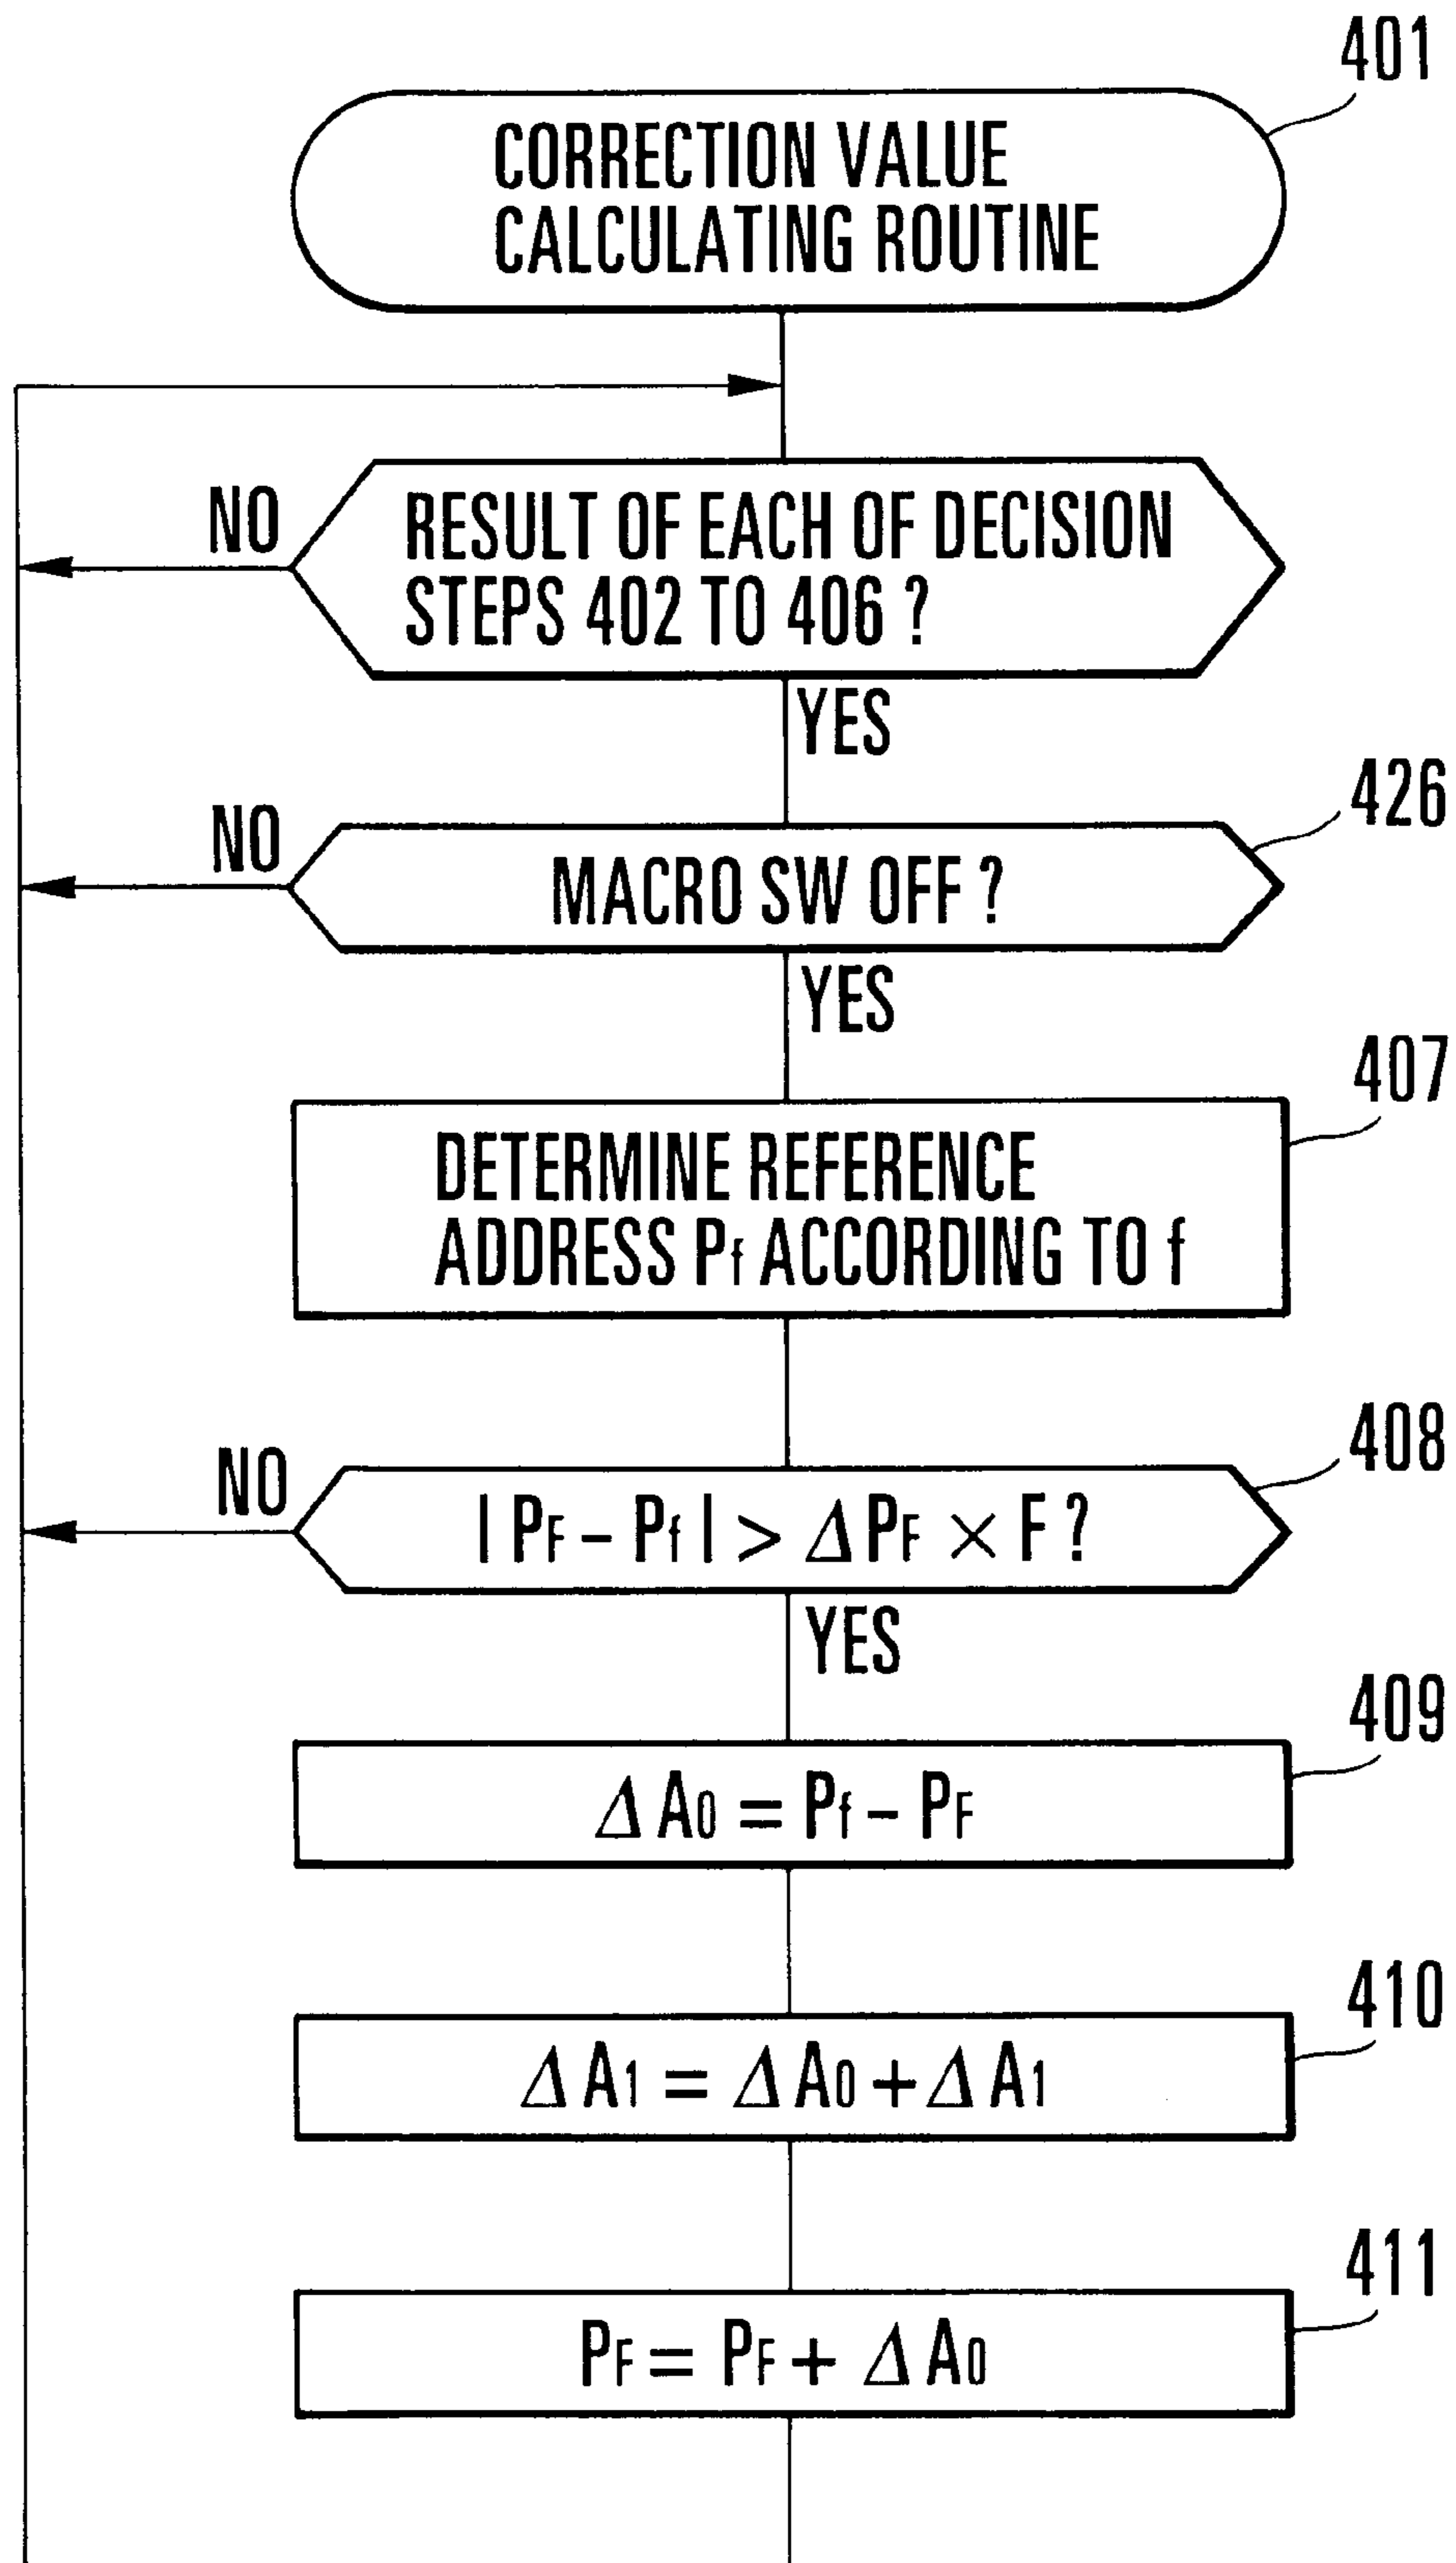 401
CORRECTION VALUE
CALCULATING ROUTINE
NO
RESULT OF EACH OF DECISION
STEPS 402 TO 406 ?
YES
426
NO
MACRO SW OFF ?
YES
407
DETERMINE REFERENCE
ADDRESS Pf ACCORDING TO f
408
NO
| PF – Pf | > ΔPF × F ?
YES
409
ΔA0 = Pf – PF
410
ΔA1 = ΔA0 + ΔA1
411
PF = PF + ΔA0